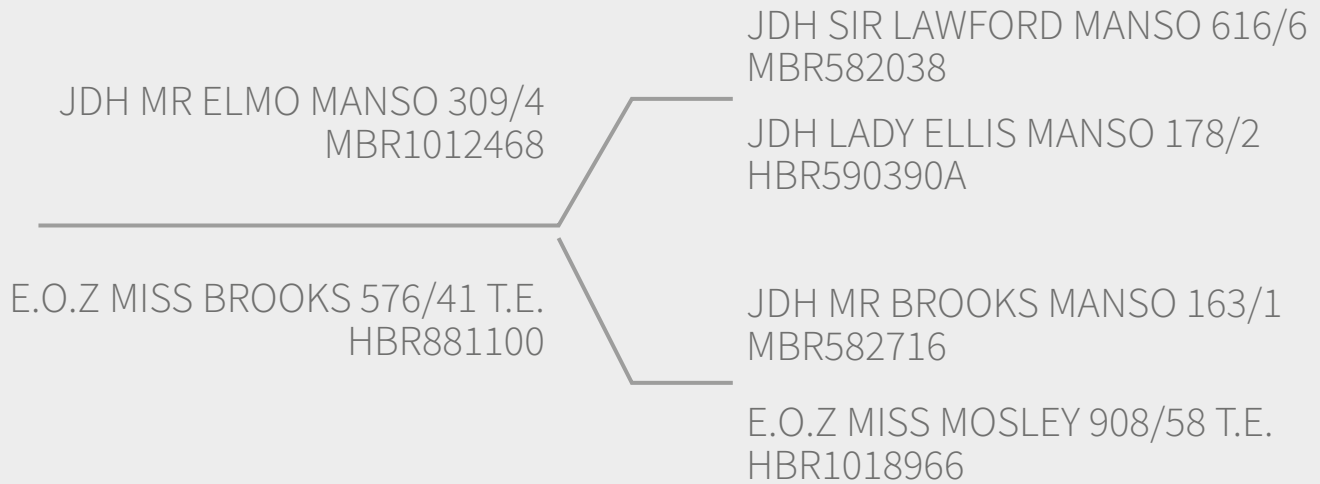 JDH MR ELMO MANSO 309/4
MBR1012468
E.O.Z MISS BROOKS 576/41 T.E.
HBR881100
JDH SIR LAWFORD MANSO 616/6
MBR582038
JDH LADY ELLIS MANSO 178/2
HBR590390A
JDH MR BROOKS MANSO 163/1
MBR582716
E.O.Z MISS MOSLEY 908/58 T.E.
HBR1018966